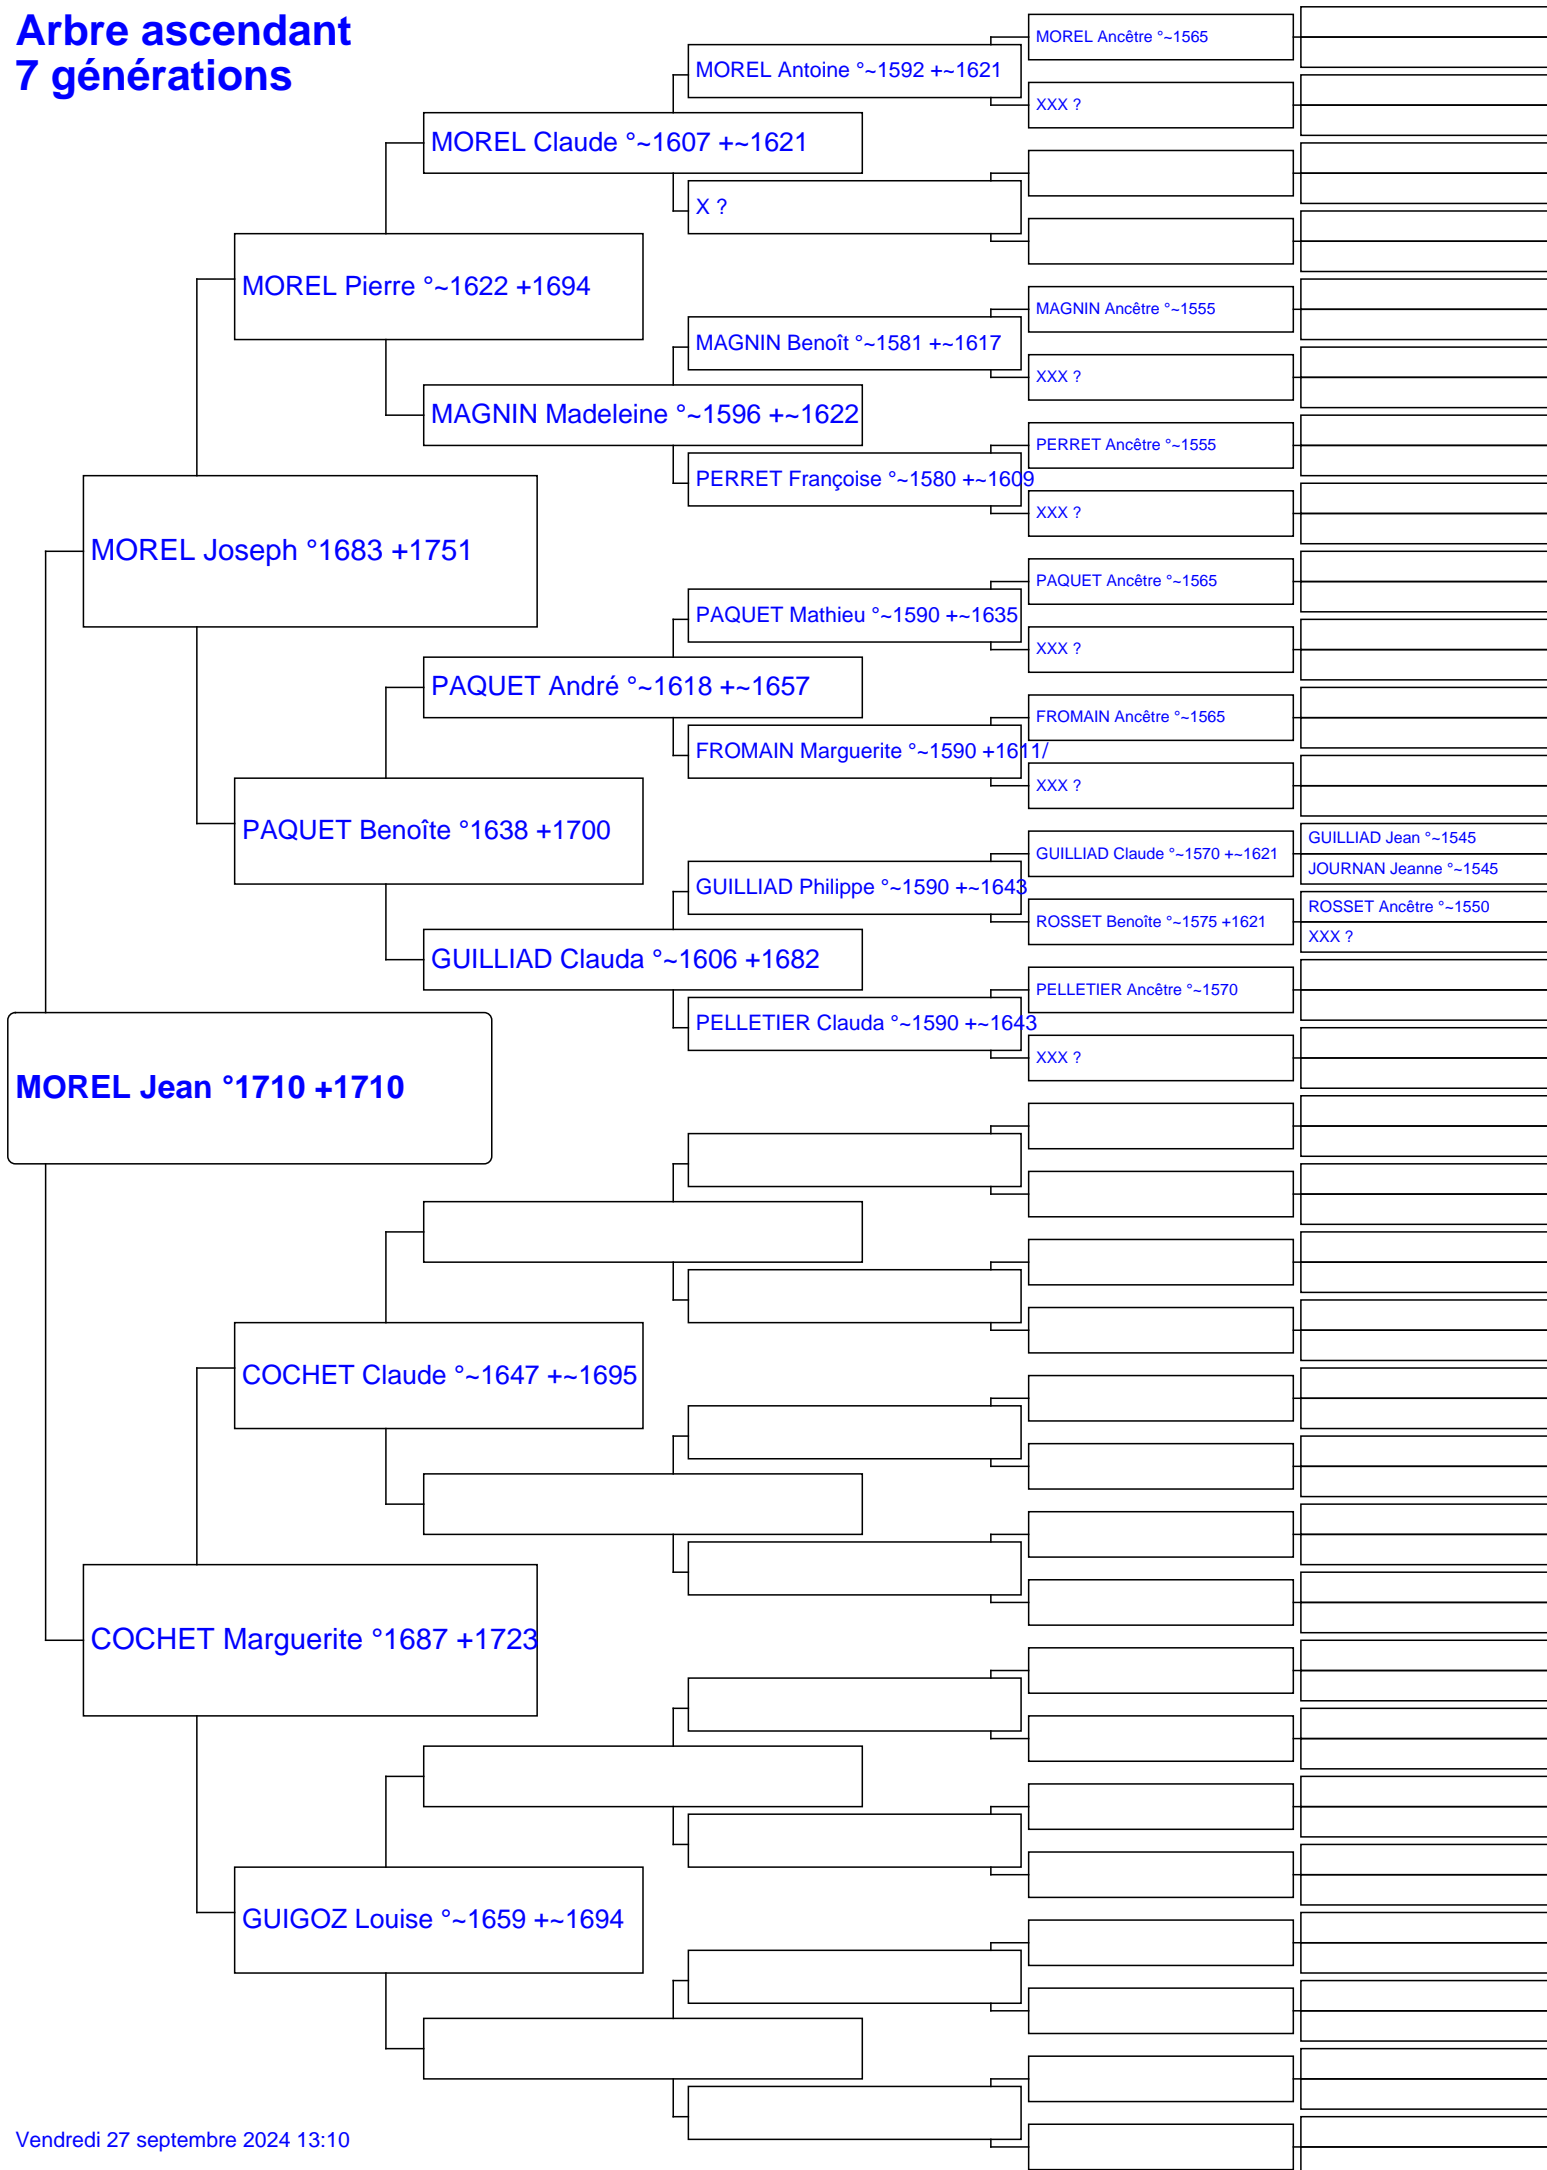 Arbre ascendant
7 générations
MOREL Ancêtre °~1565
MOREL Antoine °~1592 +~1621
XXX ?
MOREL Claude °~1607 +~1621
X ?
MOREL Pierre °~1622 +1694
MAGNIN Ancêtre °~1555
MAGNIN Benoît °~1581 +~1617
XXX ?
MAGNIN Madeleine °~1596 +~1622
PERRET Ancêtre °~1555
PERRET Françoise °~1580 +~1609
XXX ?
MOREL Joseph °1683 +1751
PAQUET Ancêtre °~1565
PAQUET Mathieu °~1590 +~1635
XXX ?
PAQUET André °~1618 +~1657
FROMAIN Ancêtre °~1565
FROMAIN Marguerite °~1590 +1611/
XXX ?
PAQUET Benoîte °1638 +1700
GUILLIAD Jean °~1545
GUILLIAD Claude °~1570 +~1621
JOURNAN Jeanne °~1545
GUILLIAD Philippe °~1590 +~1643
ROSSET Ancêtre °~1550
ROSSET Benoîte °~1575 +1621
XXX ?
GUILLIAD Clauda °~1606 +1682
PELLETIER Ancêtre °~1570
PELLETIER Clauda °~1590 +~1643
XXX ?
MOREL Jean °1710 +1710
COCHET Claude °~1647 +~1695
COCHET Marguerite °1687 +1723
GUIGOZ Louise °~1659 +~1694
Vendredi 27 septembre 2024 13:10